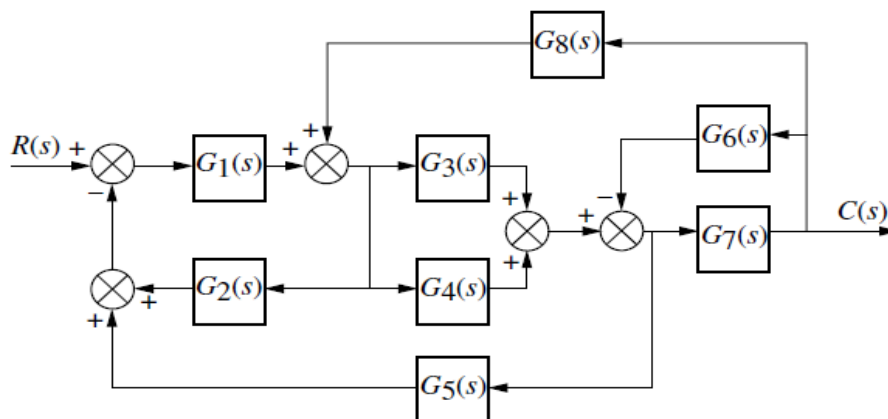 G8(s)
+
G6(s)
R(s) +
G1(s)
+
G3(s)
−
−
+
+
C(s)
G7(s)
+
+
G2(s)
+
G4(s)
G5(s)